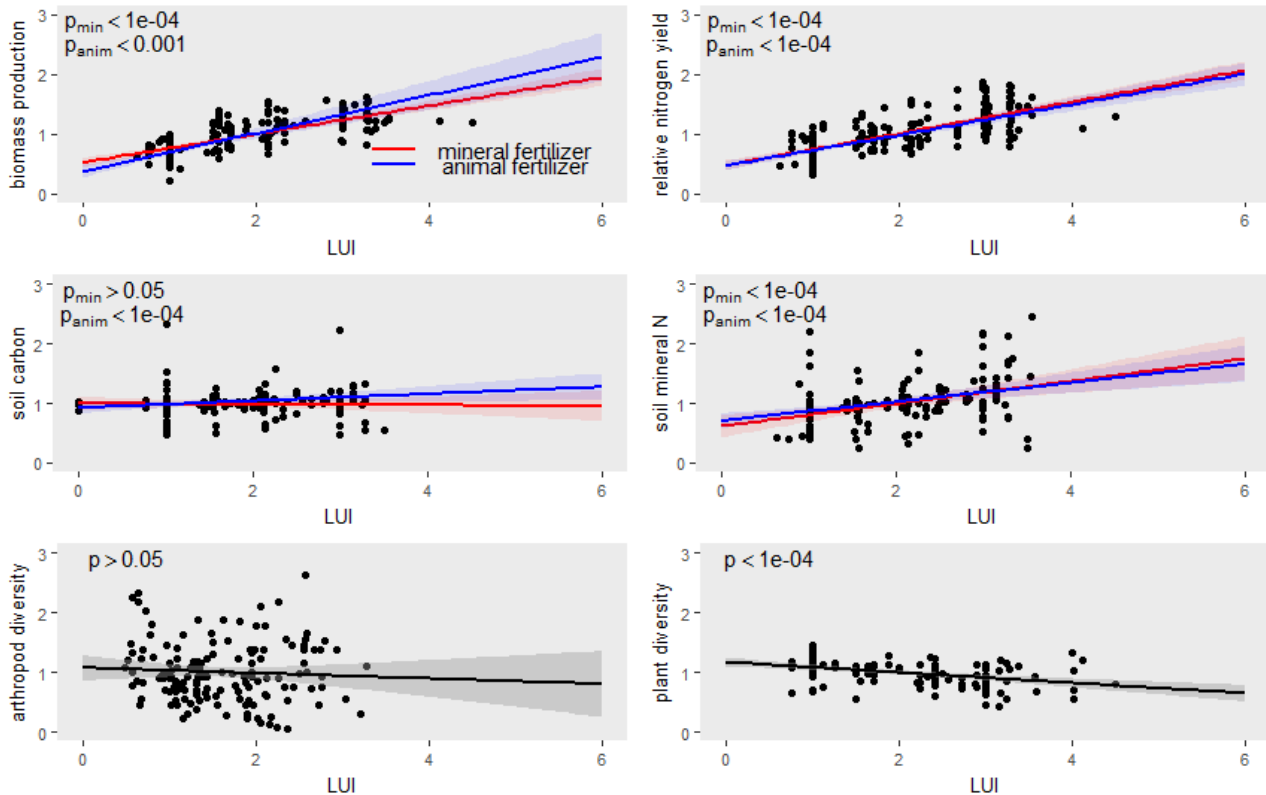 p_min < 1e-04
p_anim < 0.001
biomass production
3
2
1
0
mineral fertilizer
animal fertilizer
0 2 4 6
LUI
p_min < 1e-04
p_anim < 1e-04
relative nitrogen yield
3
2
1
0
0 2 4 6
LUI
p_min > 0.05
p_anim < 1e-04
soil carbon
3
2
1
0
0 2 4 6
LUI
p_min < 1e-04
p_anim < 1e-04
soil mineral N
3
2
1
0
0 2 4 6
LUI
p > 0.05
arthropod diversity
3
2
1
0
0 2 4 6
LUI
p < 1e-04
plant diversity
3
2
1
0
0 2 4 6
LUI